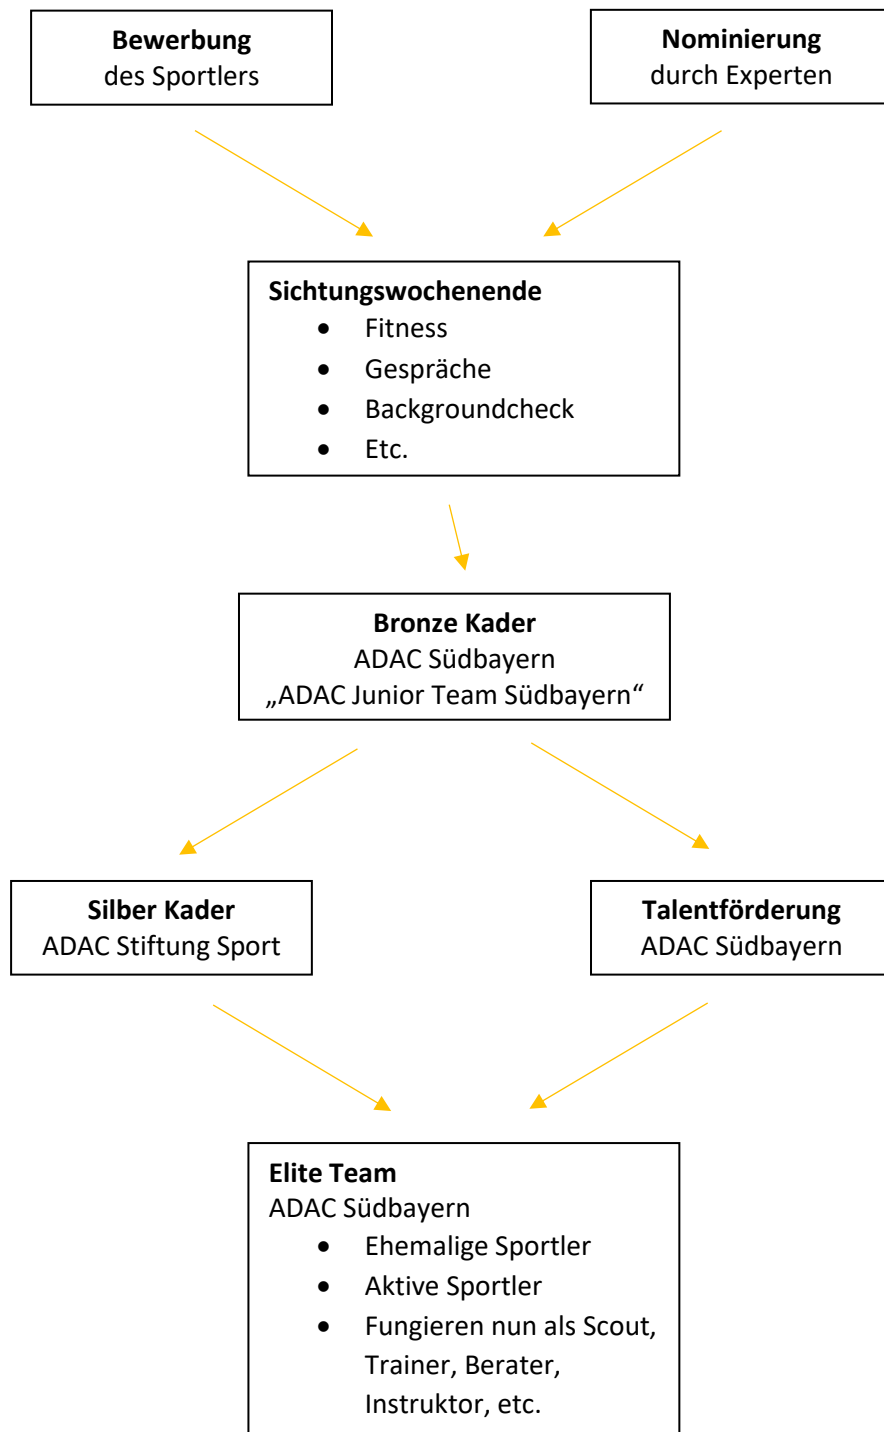 Bewerbung
des Sportlers
Nominierung
durch Experten
Sichtungswochenende
• Fitness
• Gespräche
• Backgroundcheck
• Etc.
Bronze Kader
ADAC Südbayern
„ADAC Junior Team Südbayern“
Silber Kader
ADAC Stiftung Sport
Talentförderung
ADAC Südbayern
Elite Team
ADAC Südbayern
• Ehemalige Sportler
• Aktive Sportler
• Fungieren nun als Scout,
Trainer, Berater,
Instruktor, etc.